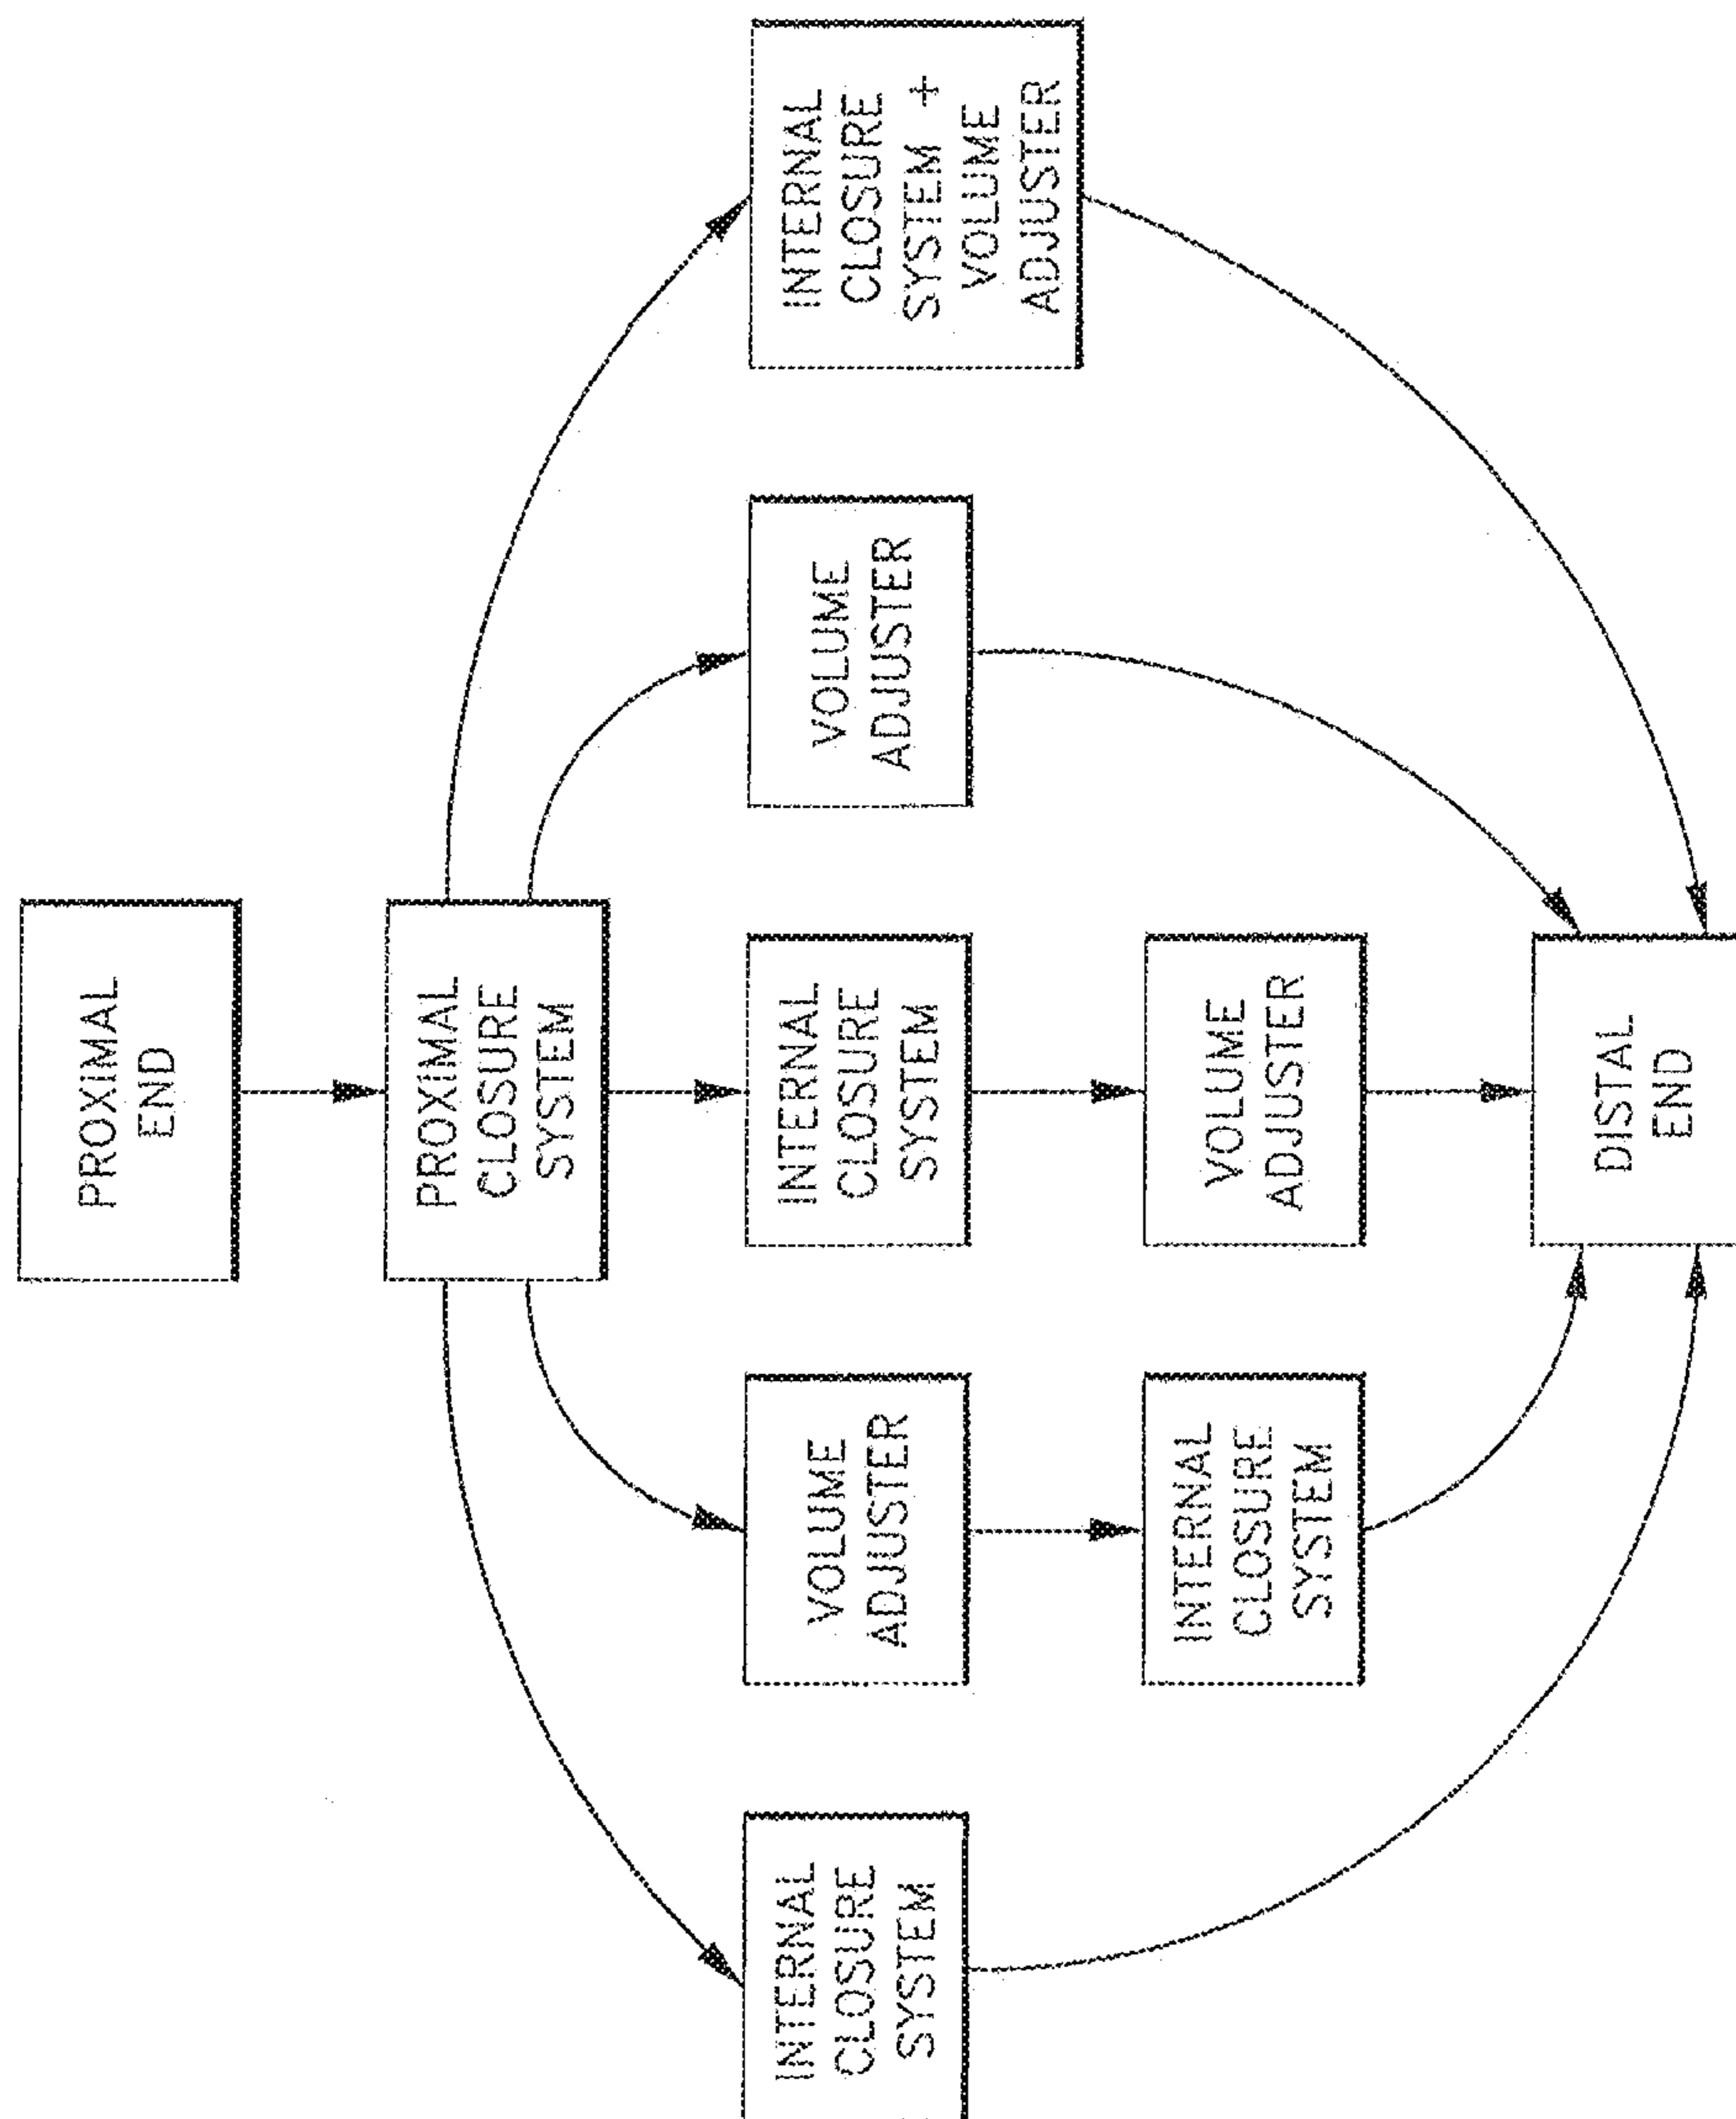 PROXIMAL
END
PROXIMAL
CLOSURE
SYSTEM
INTERNAL
CLOSURE
SYSTEM
VOLUME
ADJUSTER
INTERNAL
CLOSURE
SYSTEM
VOLUME
ADJUSTER
INTERNAL
CLOSURE
SYSTEM +
VOLUME
ADJUSTER
INTERNAL
CLOSURE
SYSTEM
VOLUME
ADJUSTER
DISTAL
END